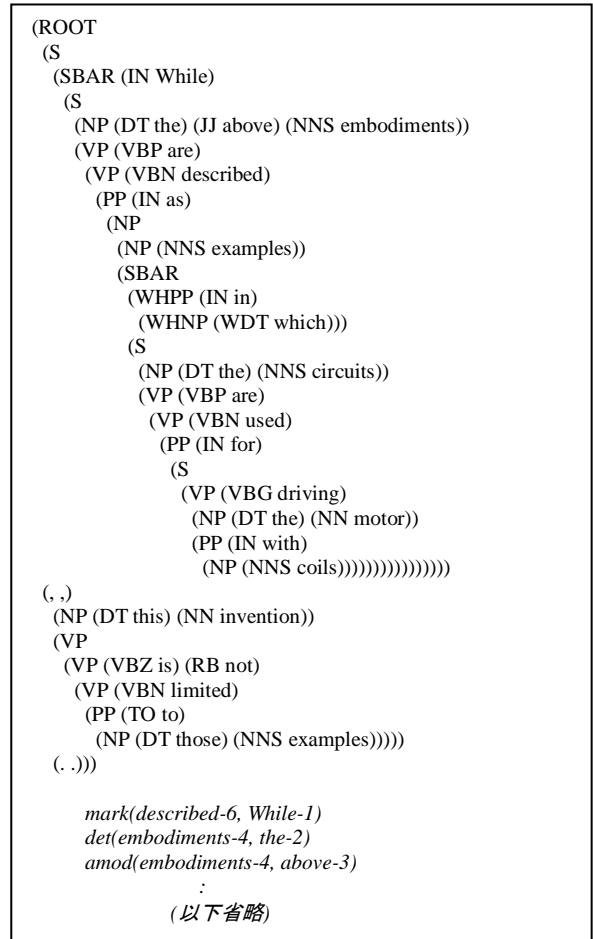 (ROOT
(S
(SBAR (IN While)
(S
(NP (DT the) (JJ above) (NNS embodiments))
(VP (VBP are)
(VP (VBN described)
(PP (IN as)
(NP
(NP (NNS examples))
(SBAR
(WHPP (IN in)
(WHNP (WDT which)))
(S
(NP (DT the) (NNS circuits))
(VP (VBP are)
(VP (VBN used)
(PP (IN for)
(S
(VP (VBG driving)
(NP (DT the) (NN motor))
(PP (IN with)
(NP (NNS coils))))))))))))))))
(, ,)
(NP (DT this) (NN invention))
(VP
(VP (VBZ is) (RB not)
(VP (VBN limited)
(PP (TO to)
(NP (DT those) (NNS examples)))))
(. .)))
mark(described-6, While-1)
det(embodiments-4, the-2)
amod(embodiments-4, above-3)
:
(以下省略)